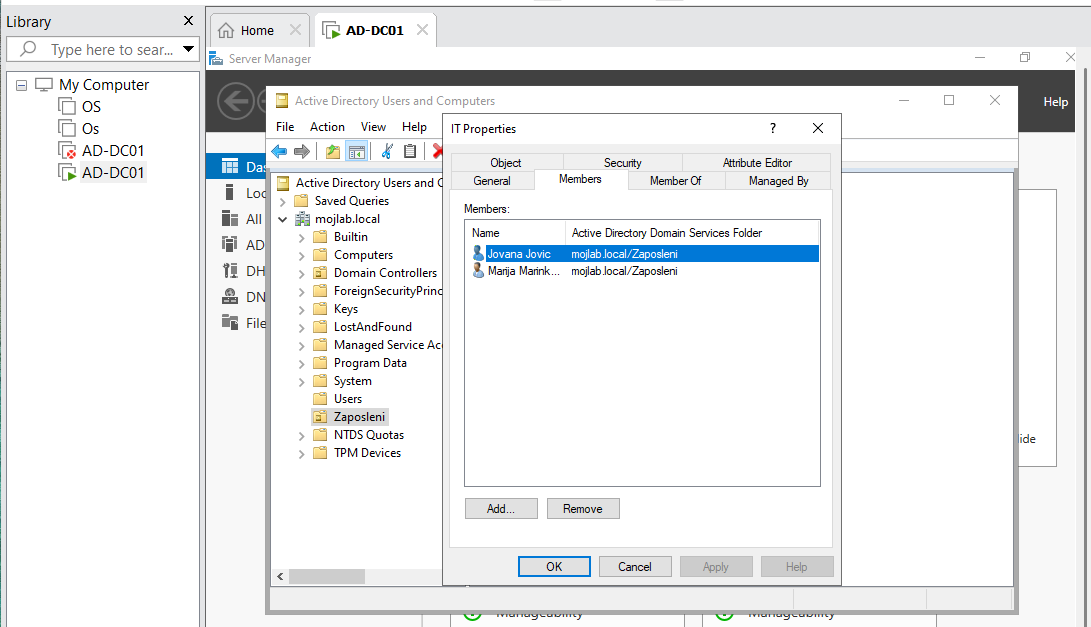 Library
Type here to sear...
My Computer
OS
Os
AD-DC01
AD-DC01
Home
AD-DC01
Server Manager
Help
Das
Loc
All
AD
DH
DN
File
ide
Manageability
Manageability
Active Directory Users and Computers
File Action View Help
Active Directory Users and C
Saved Queries
mojlab.local
Builtin
Computers
Domain Controllers
ForeignSecurityPrinc
Keys
LostAndFound
Managed Service Acc
Program Data
System
Users
Zaposleni
NTDS Quotas
TPM Devices
IT Properties
?
Object Security Attribute Editor
General Members Member Of Managed By
Members:
Name Active Directory Domain Services Folder
Jovana Jovic mojlab.local/Zaposleni
Marija Marink... mojlab.local/Zaposleni
Add... Remove
OK Cancel Apply Help